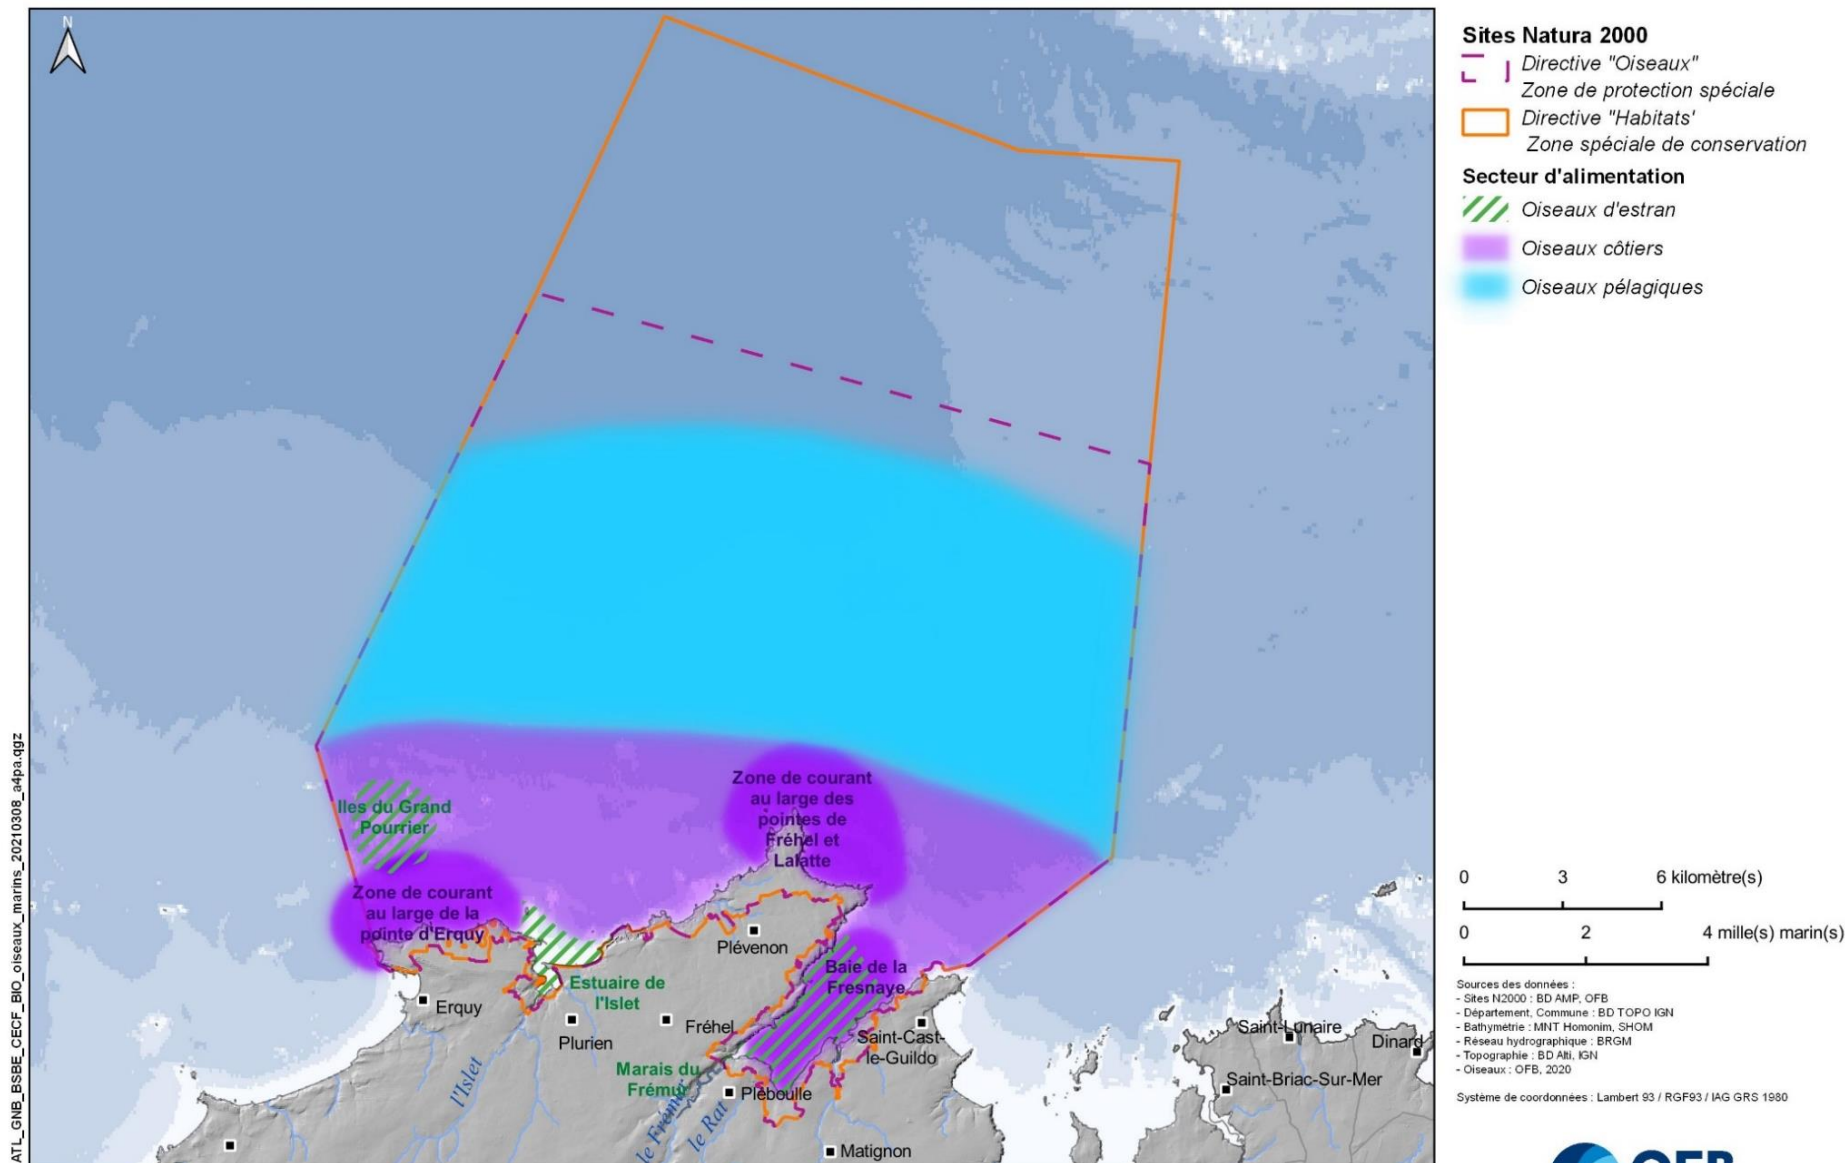 N
Sites Natura 2000
Directive "Oiseaux"
Zone de protection spéciale
Directive "Habitats'
Zone spéciale de conservation
Secteur d'alimentation
Oiseaux d'estran
Oiseaux côtiers
Oiseaux pélagiques
Zone de courant
au large des
pointes de
Fréhel et
Lalatte
Iles du Grand
Pourrier
Zone de courant
au large de la
pointe d'Erquy
Plévenon
Baie de la
Fresnaye
Estuaire de
l'Islet
Erquy
Plurien
Fréhel
Saint-Cast-
le-Guildo
Marais du
Frémur
l'Islet
le Frémur
le Rat
Pléboulle
Matignon
Saint-Lunaire
Dinard
Saint-Briac-Sur-Mer
0 3 6 kilomètre(s)
0 2 4 mille(s) marin(s)
Sources des données :
- Sites N2000 : BD AMP, OFB
- Département, Commune : BD TOPO IGN
- Bathymétrie : MNT Homonim, SHOM
- Réseau hydrographique : BRGM
- Topographie : BD Alti, IGN
- Oiseaux : OFB, 2020
Système de coordonnées : Lambert 93 / RGF93 / IAG GRS 1980
OFB
ATL_GNB_BSBE_CECF_BIO_oiseaux_marins_20210308_a4pa.qgz